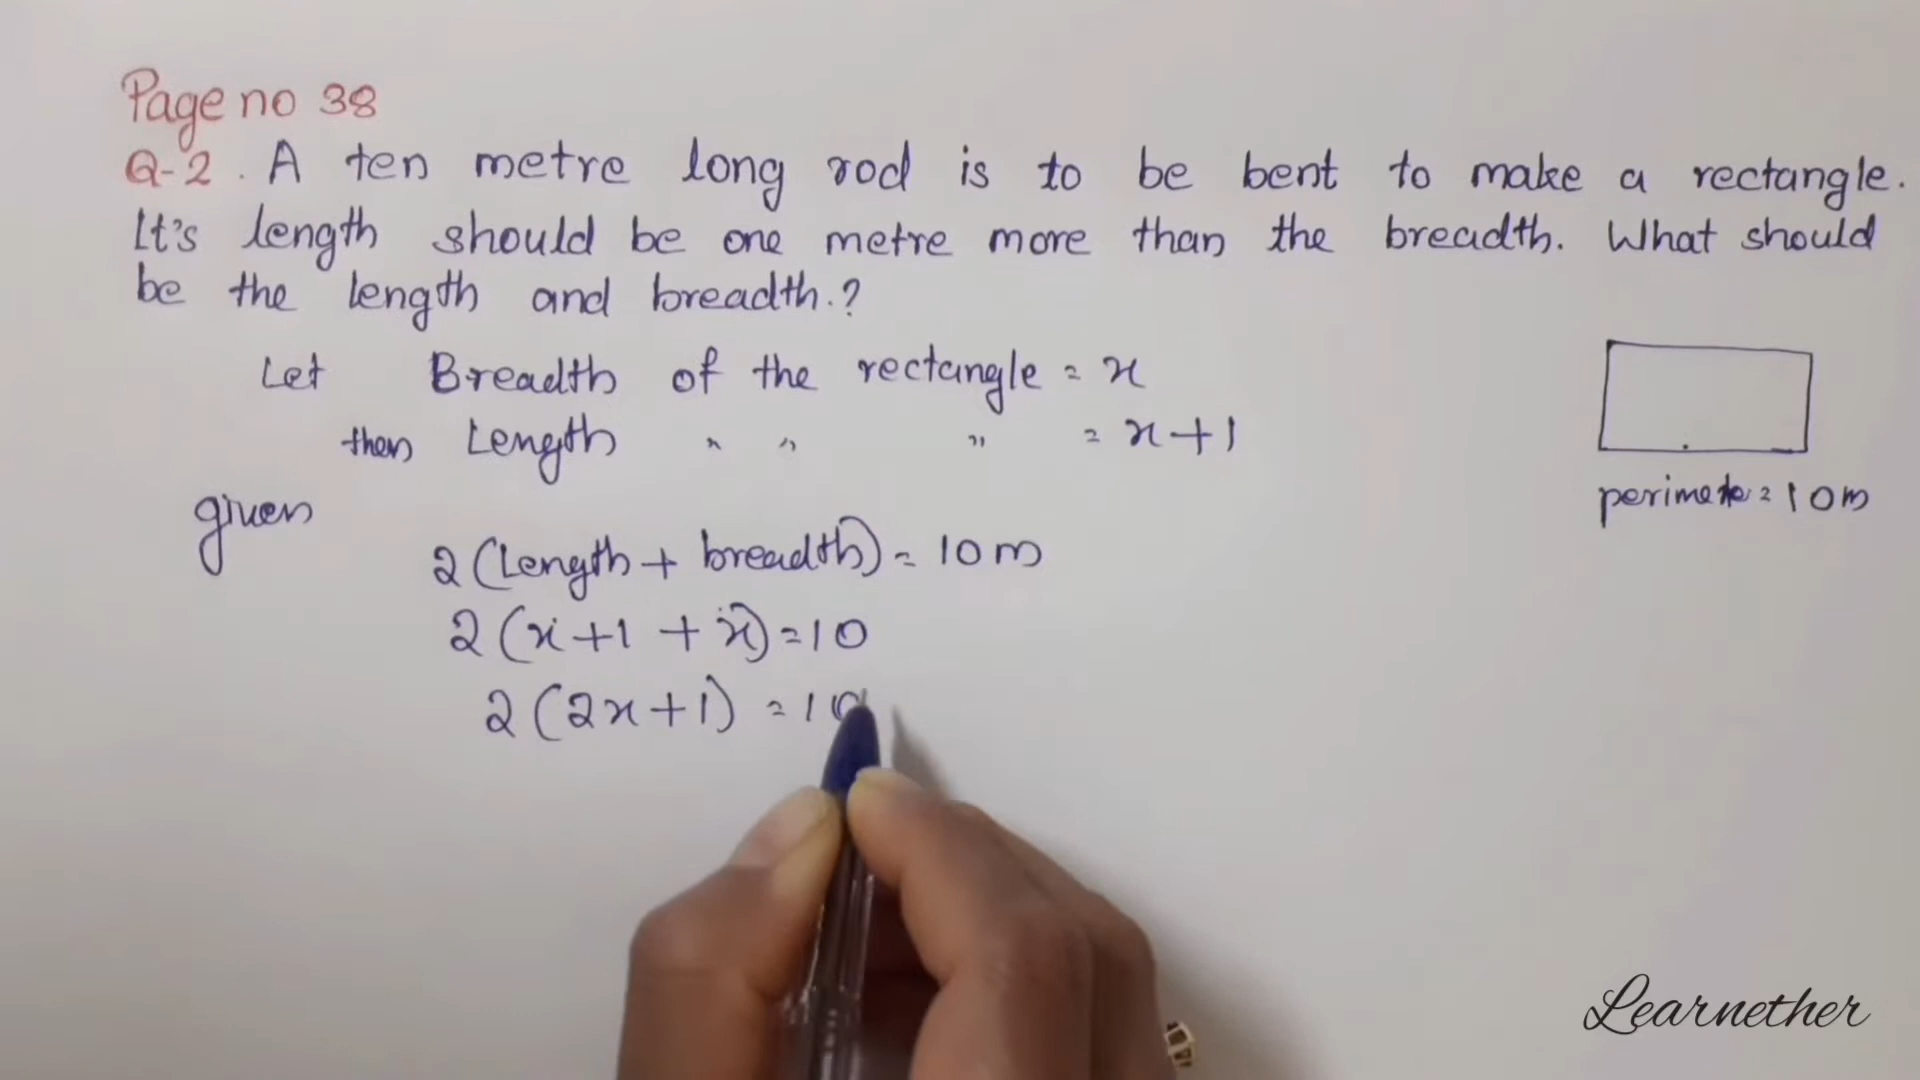 Page no 38
Q-2. A ten metre long rod is to be bent to make a rectangle.
It's length should be one metre more than the breadth. What should
be the length and breadth.?
Let Breadth of the rectangle = x
then Length " " " = x+1
given
2 (Length + breadth) = 10 m
2 (x+1 + x) = 10
2 (2x+1) = 10
perimete = 10m
Learnether